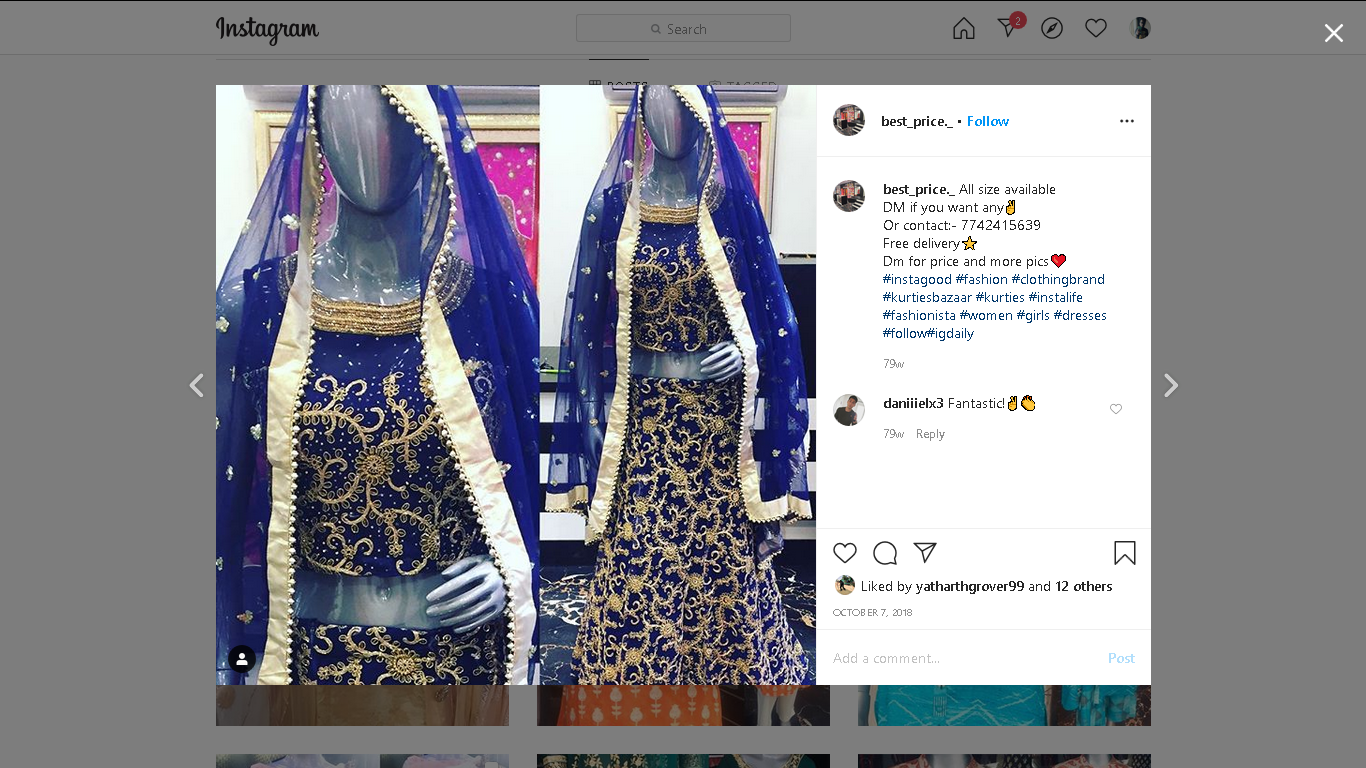 Instagram
Search
2
POSTS
TAGGED
best_price._ • Follow
best_price._ All size available
DM if you want any✌
Or contact:- 7742415639
Free delivery⭐
Dm for price and more pics❤
#instagood #fashion #clothingbrand
#kurtiesbazaar #kurties #instalife
#fashionista #women #girls #dresses
#follow#igdaily
79w
daniiielx3 Fantastic!✌👏
79w Reply
Liked by yatharthgrover99 and 12 others
OCTOBER 7, 2018
Add a comment...
Post